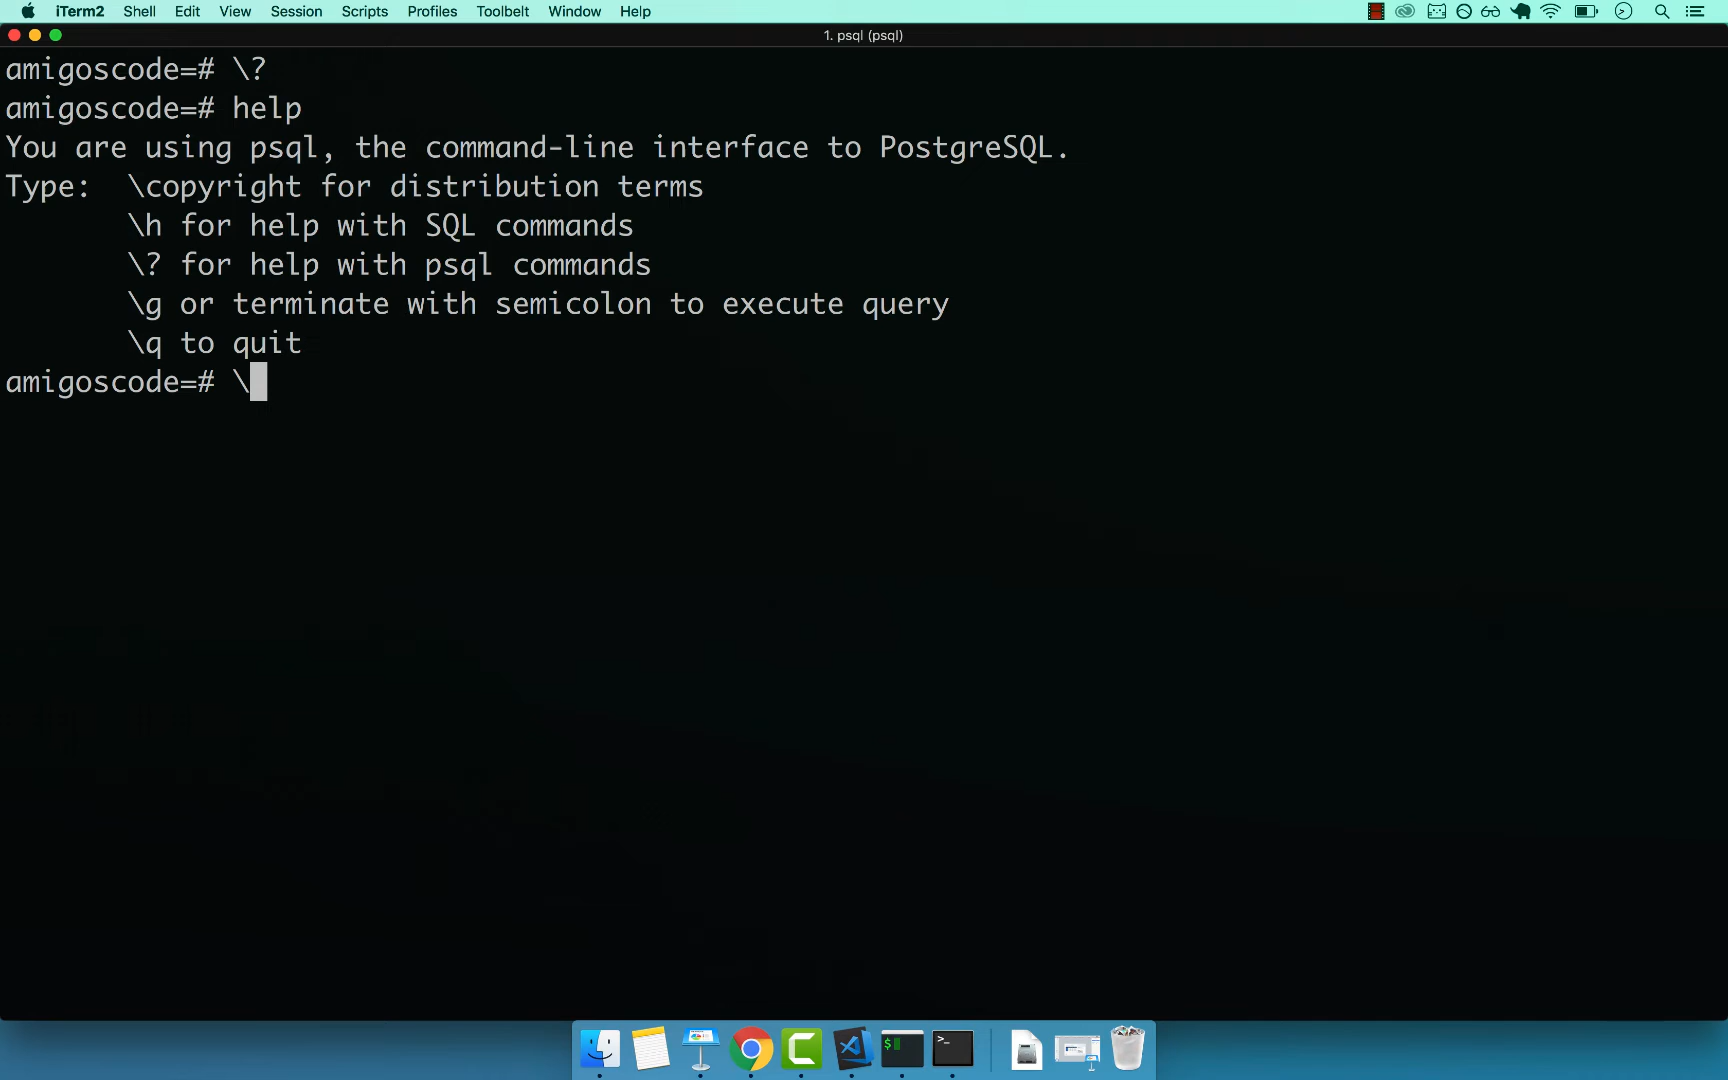 iTerm2 Shell Edit View Session Scripts Profiles Toolbelt Window Help
1. psql (psql)
amigoscode=# \?
amigoscode=# help
You are using psql, the command-line interface to PostgreSQL.
Type:  \copyright for distribution terms
       \h for help with SQL commands
       \? for help with psql commands
       \g or terminate with semicolon to execute query
       \q to quit
amigoscode=# \